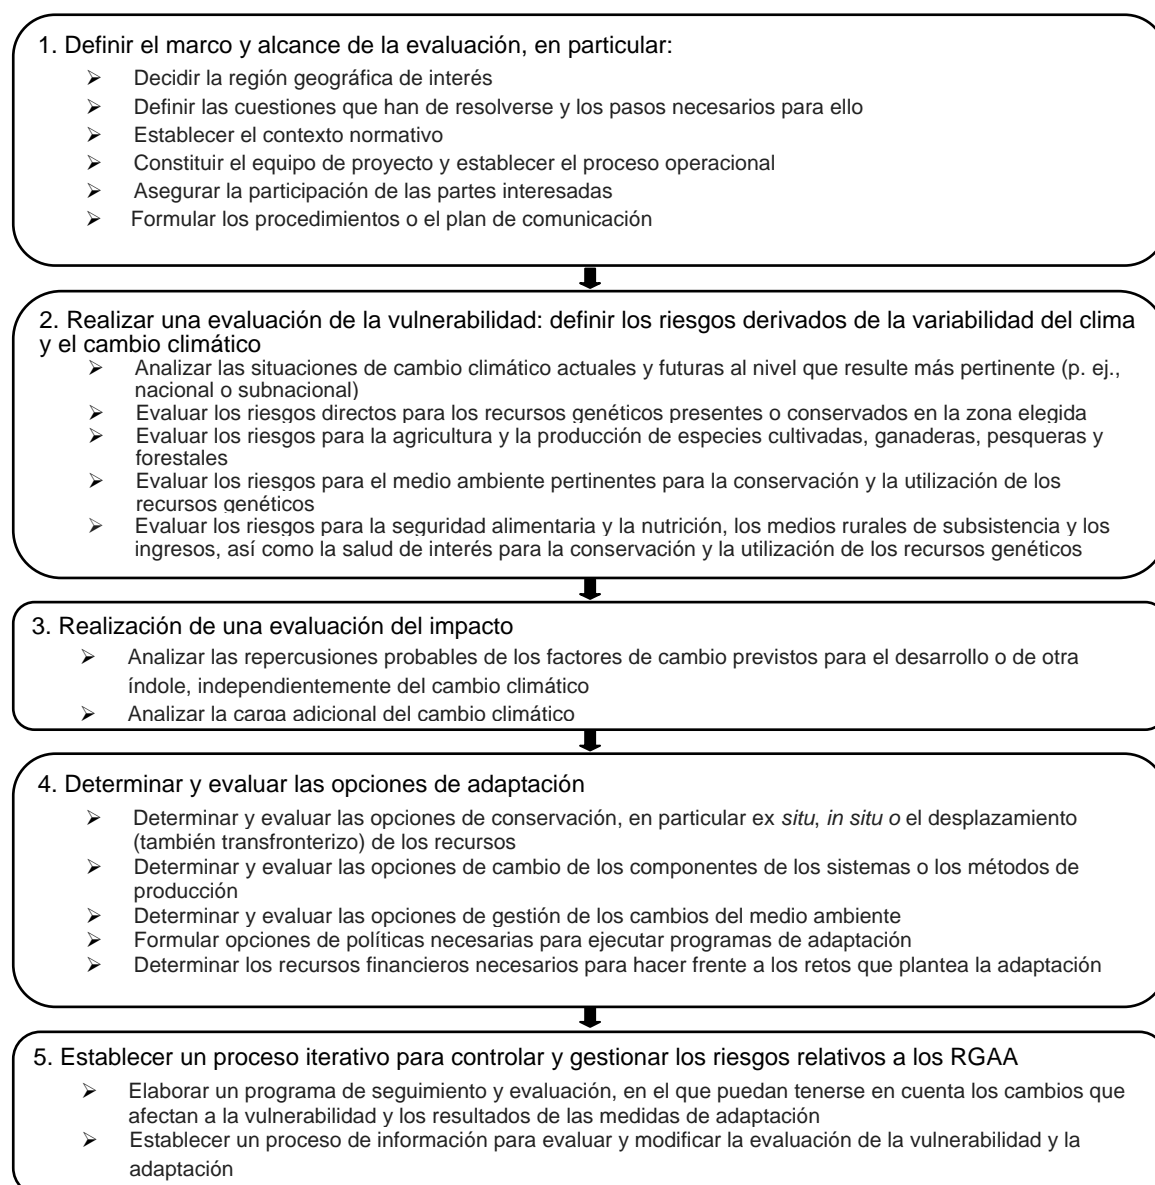 1. Definir el marco y alcance de la evaluación, en particular:
➤ Decidir la región geográfica de interés
➤ Definir las cuestiones que han de resolverse y los pasos necesarios para ello
➤ Establecer el contexto normativo
➤ Constituir el equipo de proyecto y establecer el proceso operacional
➤ Asegurar la participación de las partes interesadas
➤ Formular los procedimientos o el plan de comunicación
2. Realizar una evaluación de la vulnerabilidad: definir los riesgos derivados de la variabilidad del clima
y el cambio climático
➤ Analizar las situaciones de cambio climático actuales y futuras al nivel que resulte más pertinente (p. ej.,
nacional o subnacional)
➤ Evaluar los riesgos directos para los recursos genéticos presentes o conservados en la zona elegida
➤ Evaluar los riesgos para la agricultura y la producción de especies cultivadas, ganaderas, pesqueras y
forestales
➤ Evaluar los riesgos para el medio ambiente pertinentes para la conservación y la utilización de los
recursos genéticos
➤ Evaluar los riesgos para la seguridad alimentaria y la nutrición, los medios rurales de subsistencia y los
ingresos, así como la salud de interés para la conservación y la utilización de los recursos genéticos
3. Realización de una evaluación del impacto
➤ Analizar las repercusiones probables de los factores de cambio previstos para el desarrollo o de otra
índole, independientemente del cambio climático
➤ Analizar la carga adicional del cambio climático
4. Determinar y evaluar las opciones de adaptación
➤ Determinar y evaluar las opciones de conservación, en particular ex situ, in situ o el desplazamiento
(también transfronterizo) de los recursos
➤ Determinar y evaluar las opciones de cambio de los componentes de los sistemas o los métodos de
producción
➤ Determinar y evaluar las opciones de gestión de los cambios del medio ambiente
➤ Formular opciones de políticas necesarias para ejecutar programas de adaptación
➤ Determinar los recursos financieros necesarios para hacer frente a los retos que plantea la adaptación
5. Establecer un proceso iterativo para controlar y gestionar los riesgos relativos a los RGAA
➤ Elaborar un programa de seguimiento y evaluación, en el que puedan tenerse en cuenta los cambios que
afectan a la vulnerabilidad y los resultados de las medidas de adaptación
➤ Establecer un proceso de información para evaluar y modificar la evaluación de la vulnerabilidad y la
adaptación